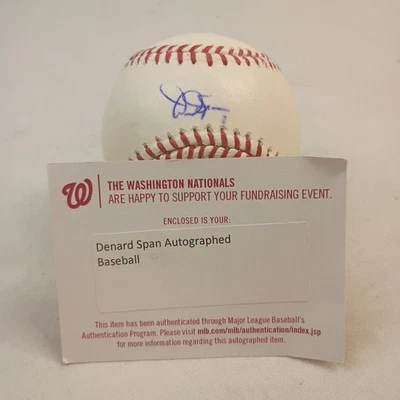 W
THE WASHINGTON NATIONALS
ARE HAPPY TO SUPPORT YOUR FUNDRAISING EVENT.
ENCLOSED IS YOUR:
Denard Span Autographed
Baseball
This item has been authenticated through Major League Baseball's
Authentication Program. Please visit mlb.com/mlb/authentication/index.jsp
for more information regarding this autographed item.